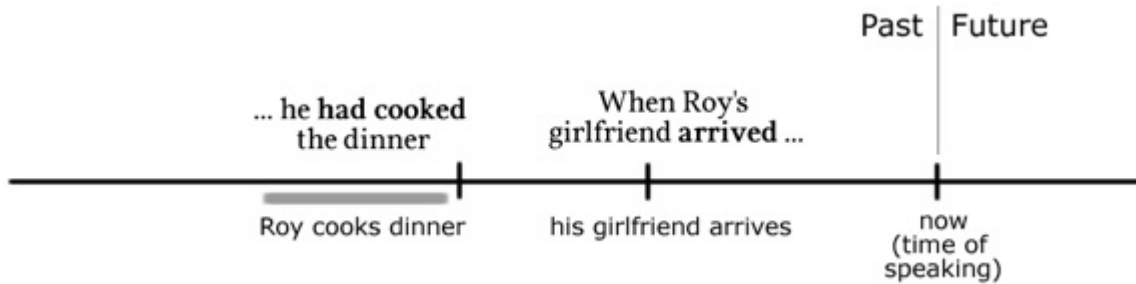 Past Future
... he had cooked
the dinner
When Roy's
girlfriend arrived ...
Roy cooks dinner
his girlfriend arrives
now
(time of
speaking)